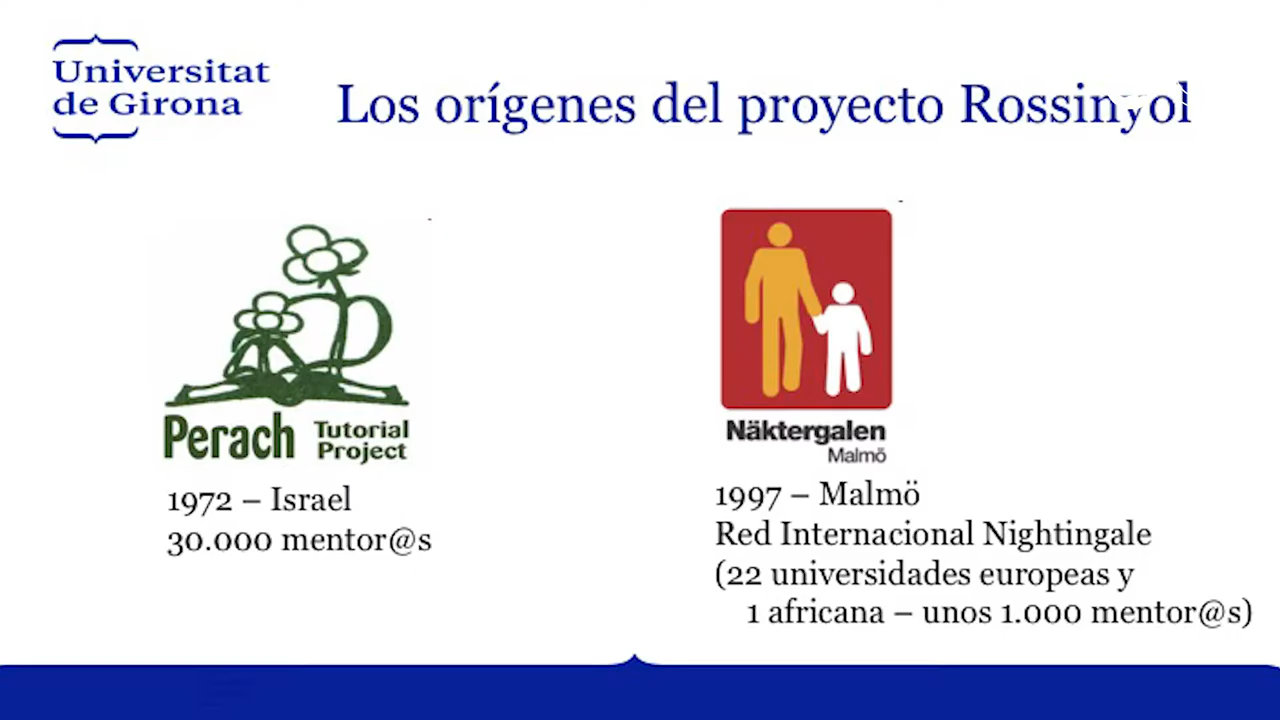 Universitat
de Girona
Los orígenes del proyecto Rossinyol
Perach Tutorial
Project
1972 – Israel
30.000 mentor@s
Näktergalen
Malmö
1997 – Malmö
Red Internacional Nightingale
(22 universidades europeas y
1 africana – unos 1.000 mentor@s)